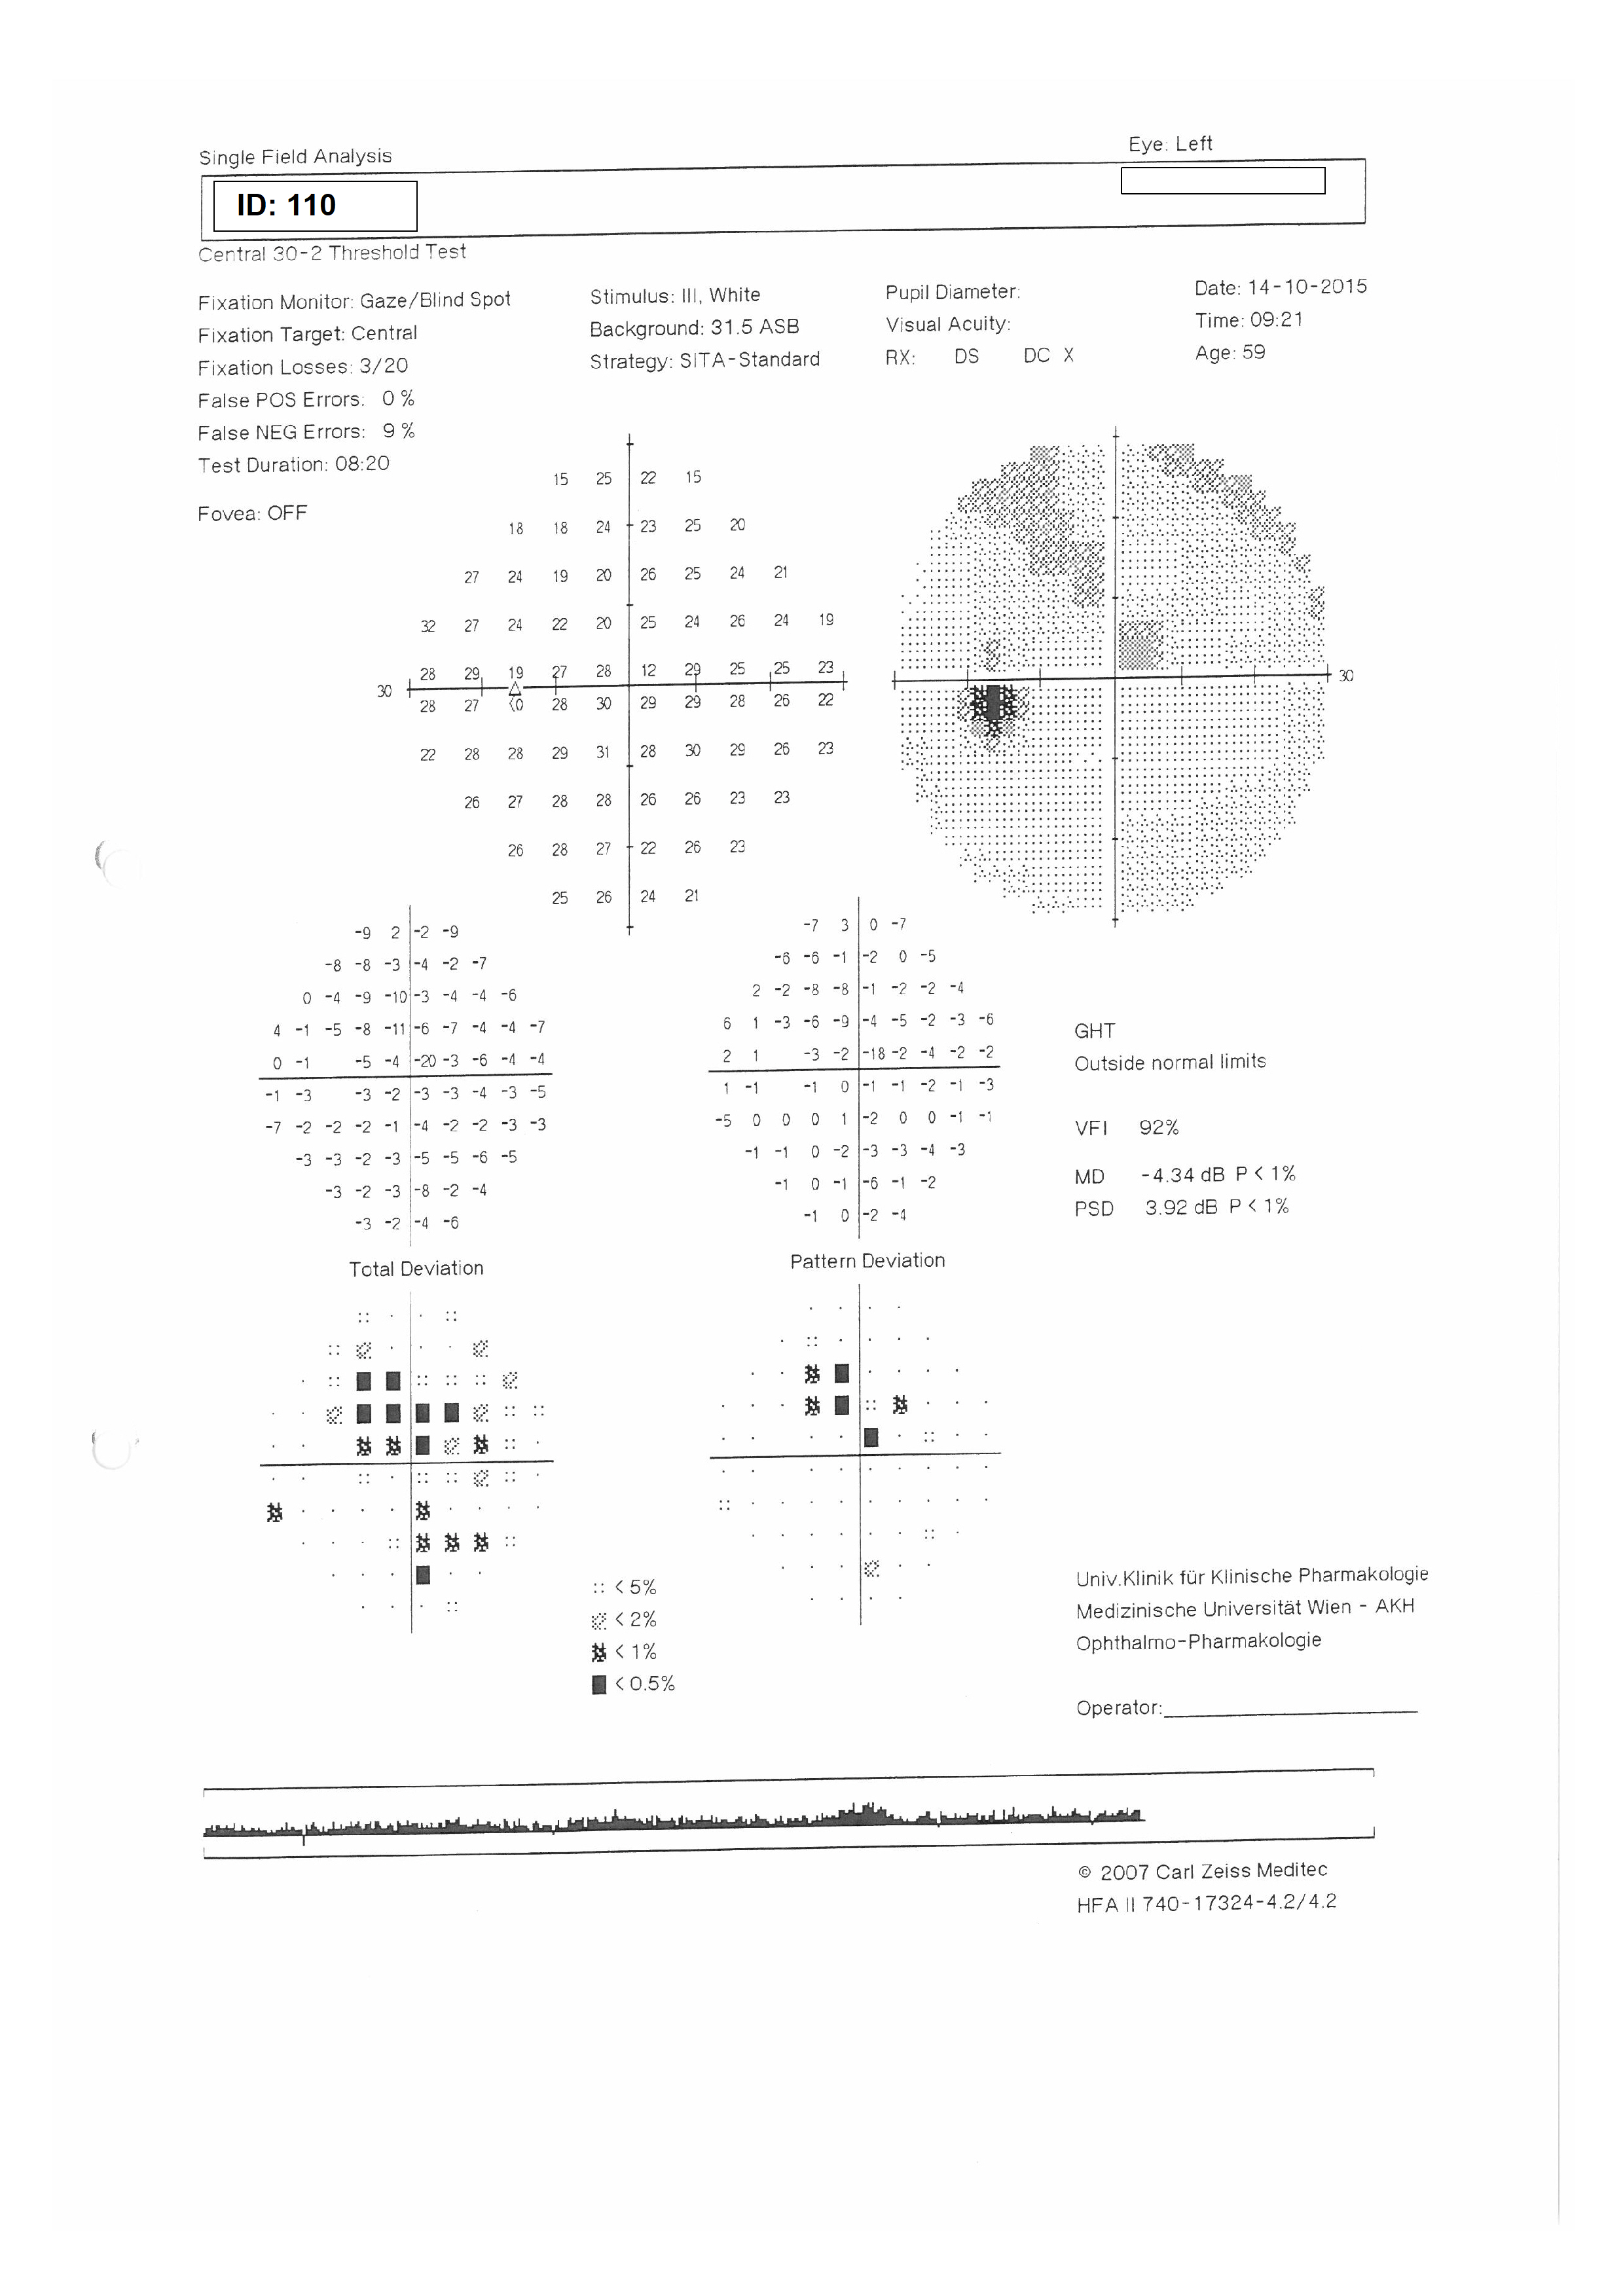 Single Field Analysis
Eye: Left
ID: 110
Central 30-2 Threshold Test
Fixation Monitor: Gaze/Blind Spot
Fixation Target: Central
Fixation Losses: 3/20
False POS Errors: 0 %
False NEG Errors: 9 %
Test Duration: 08:20
Fovea: OFF
Stimulus: III, White
Background: 31.5 ASB
Strategy: SITA-Standard
Pupil Diameter:
Visual Acuity:
RX: DS DC X
Date: 14-10-2015
Time: 09:21
Age: 59
15 25 22 15
18 18 24 23 25 20
27 24 19 20 26 25 24 21
32 27 24 22 20 25 24 26 24 19
28 29 19 27 28 12 29 25 25 23
30
28 27 <0 28 30 29 29 28 26 22
22 28 28 29 31 28 30 29 26 23
26 27 28 28 26 26 23 23
26 28 27 22 26 23
25 26 24 21
30
-9 2 -2 -9
-8 -8 -3 -4 -2 -7
0 -4 -9 -10 -3 -4 -4 -6
4 -1 -5 -8 -11 -6 -7 -4 -4 -7
0 -1 -5 -4 -20 -3 -6 -4 -4
-1 -3 -3 -2 -3 -3 -4 -3 -5
-7 -2 -2 -2 -1 -4 -2 -2 -3 -3
-3 -3 -2 -3 -5 -5 -6 -5
-3 -2 -3 -8 -2 -4
-3 -2 -4 -6
Total Deviation
-7 3 0 -7
-6 -6 -1 -2 0 -5
2 -2 -8 -8 -1 -2 -2 -4
6 1 -3 -6 -9 -4 -5 -2 -3 -6
2 1 -3 -2 -18 -2 -4 -2 -2
1 -1 -1 0 -1 -1 -2 -1 -3
-5 0 0 0 1 -2 0 0 -1 -1
-1 -1 0 -2 -3 -3 -4 -3
-1 0 -1 -6 -1 -2
-1 0 -2 -4
Pattern Deviation
GHT
Outside normal limits
VFI 92%
MD -4.34 dB P < 1%
PSD 3.92 dB P < 1%
< 5%
< 2%
< 1%
< 0.5%
Univ.Klinik für Klinische Pharmakologie
Medizinische Universität Wien - AKH
Ophthalmo-Pharmakologie
Operator:
© 2007 Carl Zeiss Meditec
HFA II 740-17324-4.2/4.2